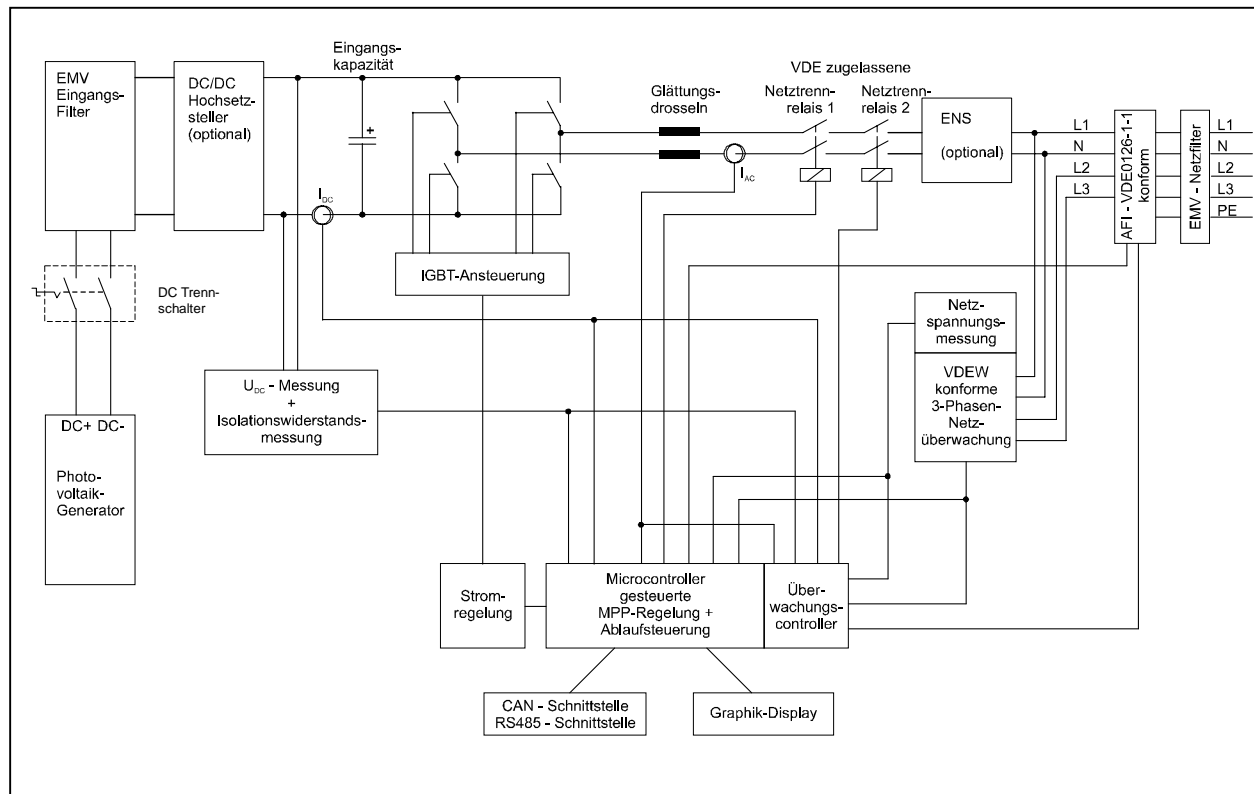 EMV
Eingangs-
Filter
DC/DC
Hochsetz-
steller
(optional)
Eingangs-
kapazität
+
Glättungs-
drosseln
VDE zugelassene
Netztrenn-
relais 1
Netztrenn-
relais 2
ENS
(optional)
L1
N
L2
L3
AFI - VDE0126-1-1
konform
EMV - Netzfilter
L1
N
L2
L3
PE
I DC
I AC
IGBT-Ansteuerung
DC Trenn-
schalter
Netz-
spannungs-
messung
VDEW
konforme
3-Phasen-
Netz-
überwachung
U DC - Messung
+
Isolationswiderstands-
messung
DC+ DC-
Photo-
voltaik-
Generator
Strom-
regelung
Microcontroller
gesteuerte
MPP-Regelung +
Ablaufsteuerung
Über-
wachungs-
controller
CAN - Schnittstelle
RS485 - Schnittstelle
Graphik-Display